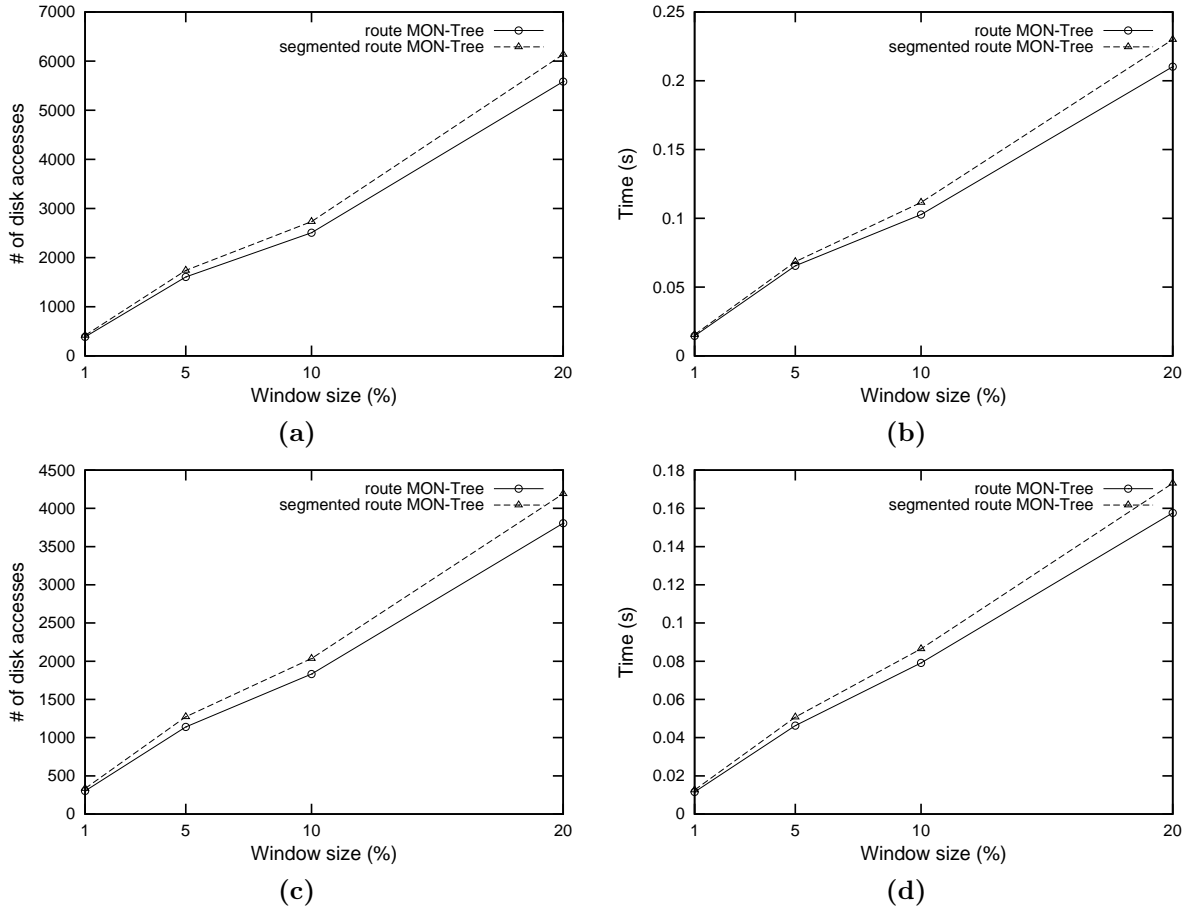 7000
6000
5000
4000
3000
2000
1000
0
# of disk accesses
route MON-Tree
segmented route MON-Tree
1 5 10 20
Window size (%)
(a)
0.25
0.2
0.15
0.1
0.05
0
Time (s)
route MON-Tree
segmented route MON-Tree
1 5 10 20
Window size (%)
(b)
4500
4000
3500
3000
2500
2000
1500
1000
500
0
# of disk accesses
route MON-Tree
segmented route MON-Tree
1 5 10 20
Window size (%)
(c)
0.18
0.16
0.14
0.12
0.1
0.08
0.06
0.04
0.02
0
Time (s)
route MON-Tree
segmented route MON-Tree
1 5 10 20
Window size (%)
(d)